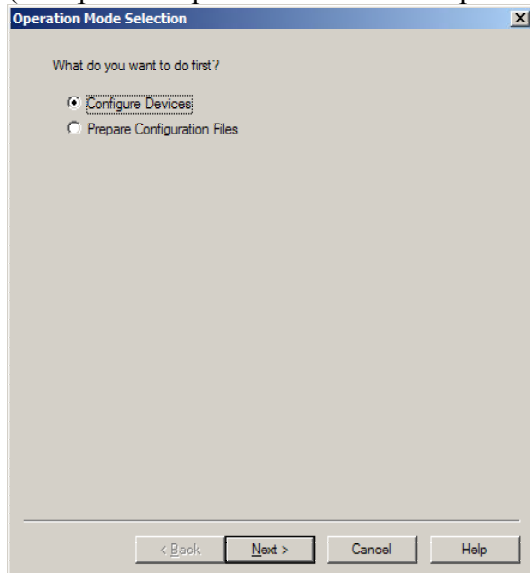 Operation Mode Selection
What do you want to do first?
Configure Devices
Prepare Configuration Files
< Back Next > Cancel Help